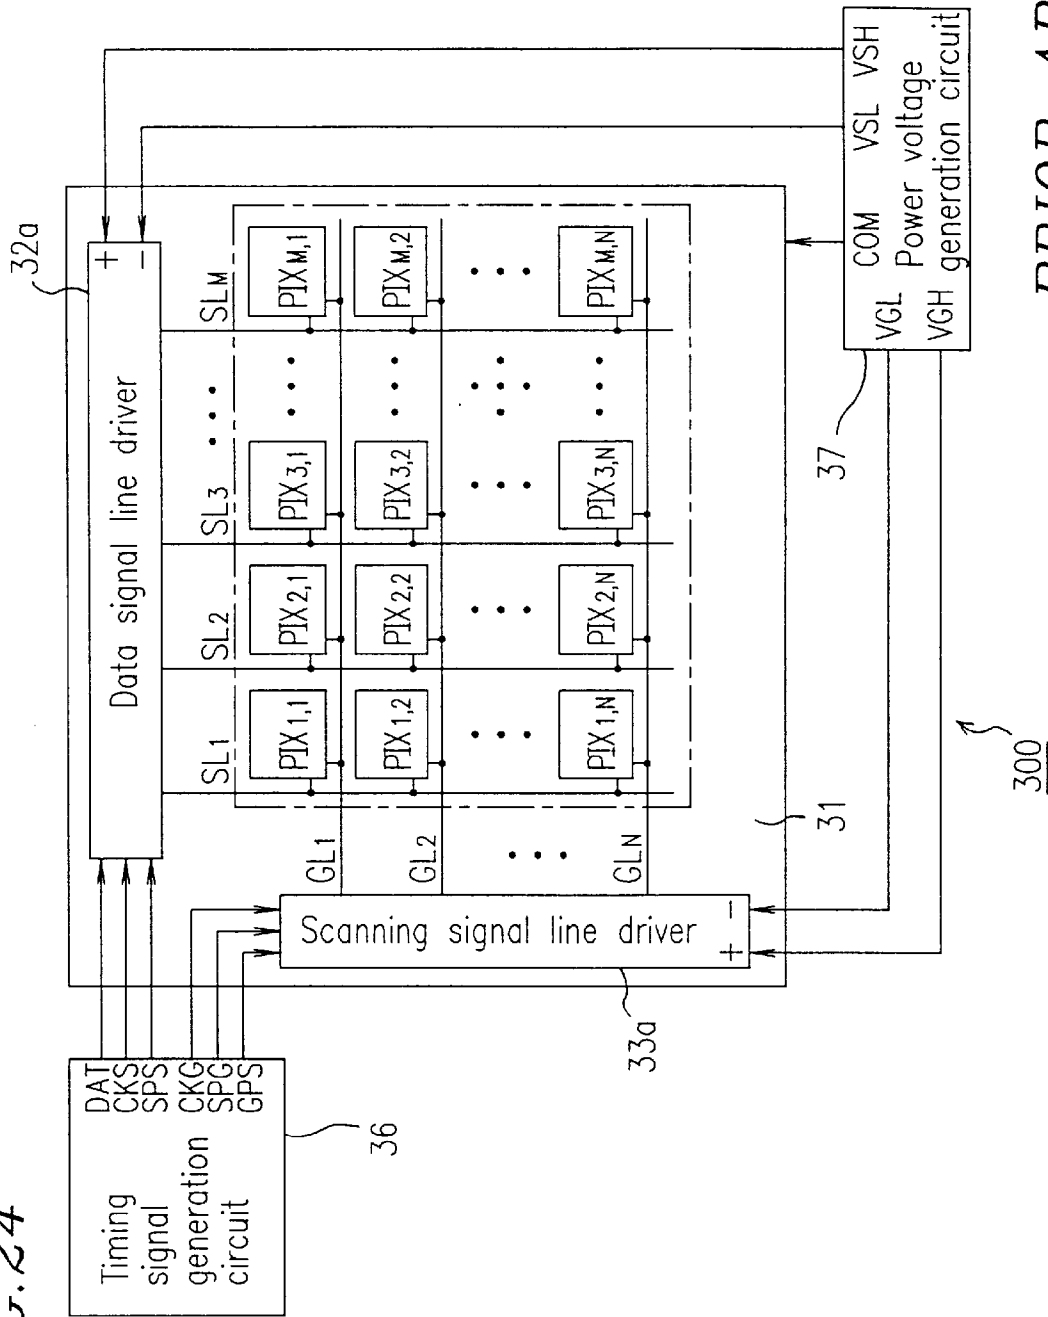 .24
32a
Data signal line driver
+
−
Timing
signal
generation
circuit
DAT
CKS
SPS
CKG
SPG
GPS
36
SL1
SL2
SL3
• • •
SLM
GL1
PIX1,1
PIX2,1
PIX3,1
• • •
PIXM,1
GL2
PIX1,2
PIX2,2
PIX3,2
• • •
PIXM,2
• • •
GLN
PIX1,N
PIX2,N
PIX3,N
• • •
PIXM,N
Scanning signal line driver
−
+
33a
31
37
COM VSL VSH
VGL Power voltage
VGH generation circuit
300
PRIOR